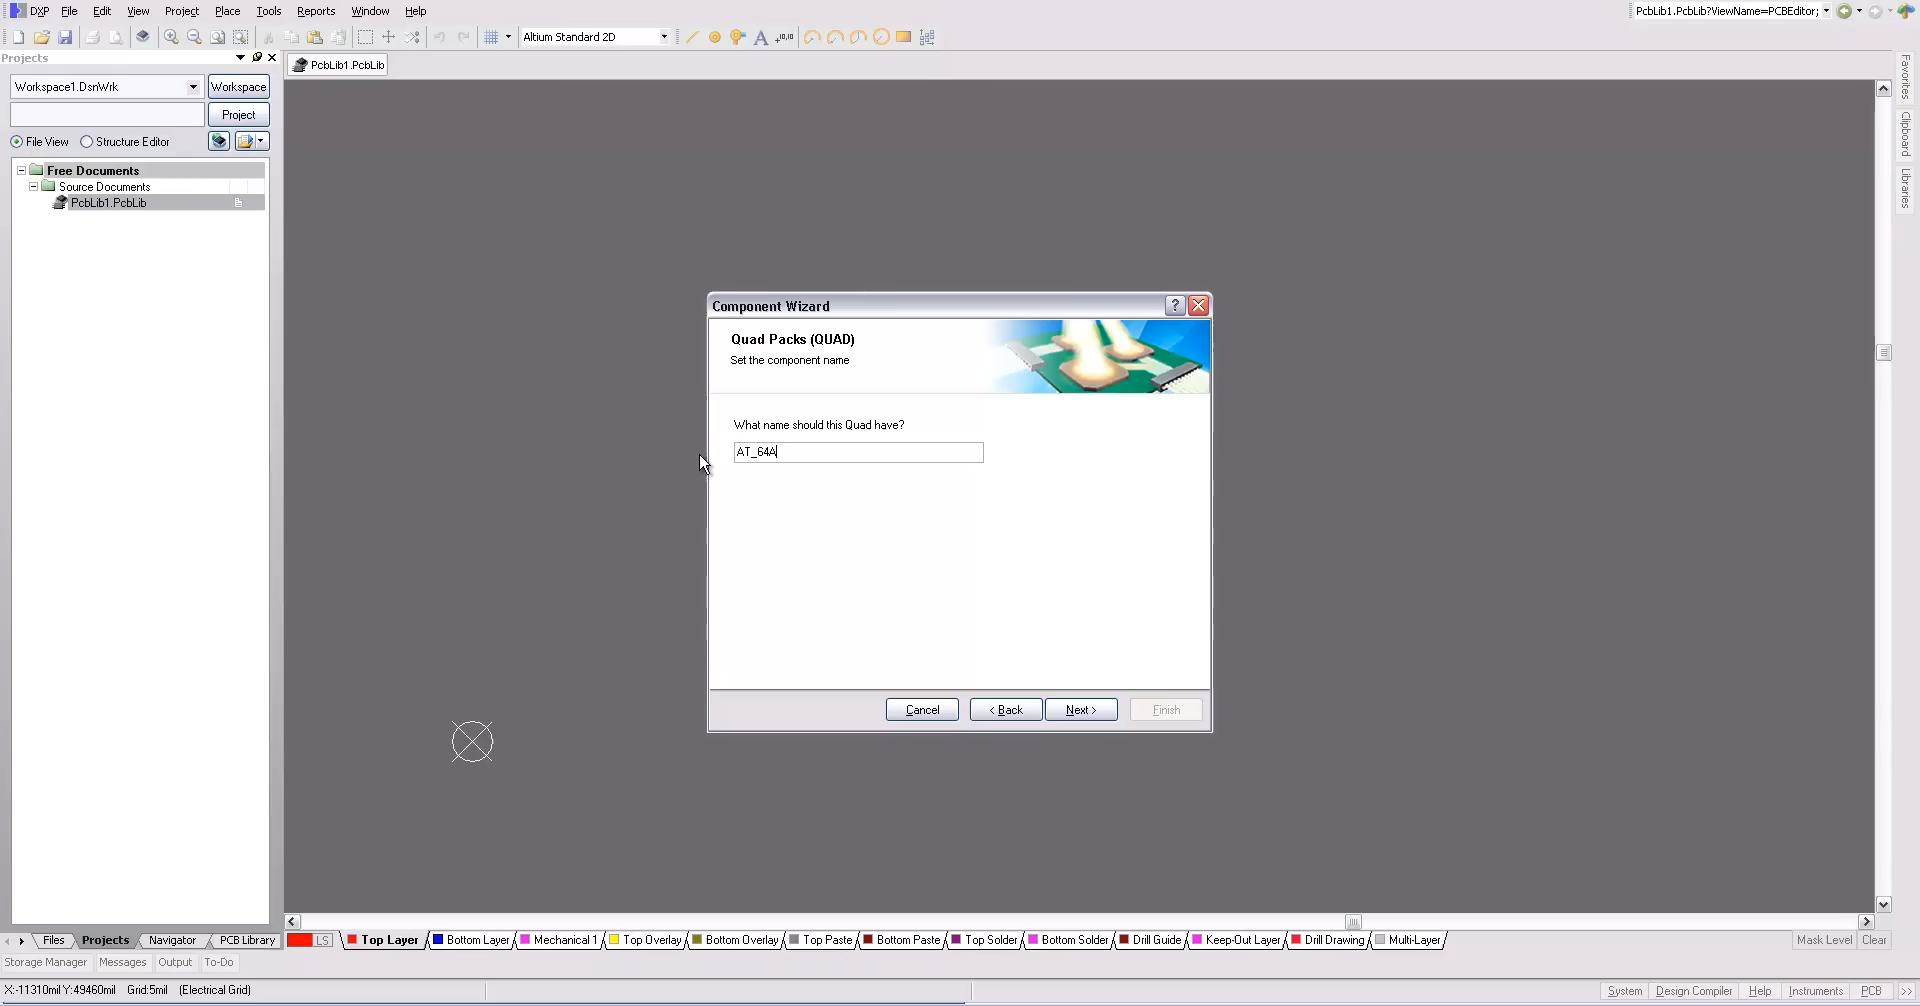 DXP File Edit View Project Place Tools Reports Window Help
PcbLib1.PcbLib?ViewName=PCBEditor;
Altium Standard 2D
+10,10
Projects
PcbLib1.PcbLib
Workspace1.DsnWrk Workspace
Project
File View Structure Editor
Free Documents
Source Documents
PcbLib1.PcbLib
Favorites
Clipboard
Libraries
Component Wizard
Quad Packs (QUAD)
Set the component name
What name should this Quad have?
AT_64A
Cancel < Back Next > Finish
Files Projects Navigator PCB Library
LS Top Layer Bottom Layer Mechanical 1 Top Overlay Bottom Overlay Top Paste Bottom Paste Top Solder Bottom Solder Drill Guide Keep-Out Layer Drill Drawing Multi-Layer Mask Level Clear
Storage Manager Messages Output To-Do
X:-11310mil Y:49460mil Grid:5mil (Electrical Grid)
System Design Compiler Help Instruments PCB >>